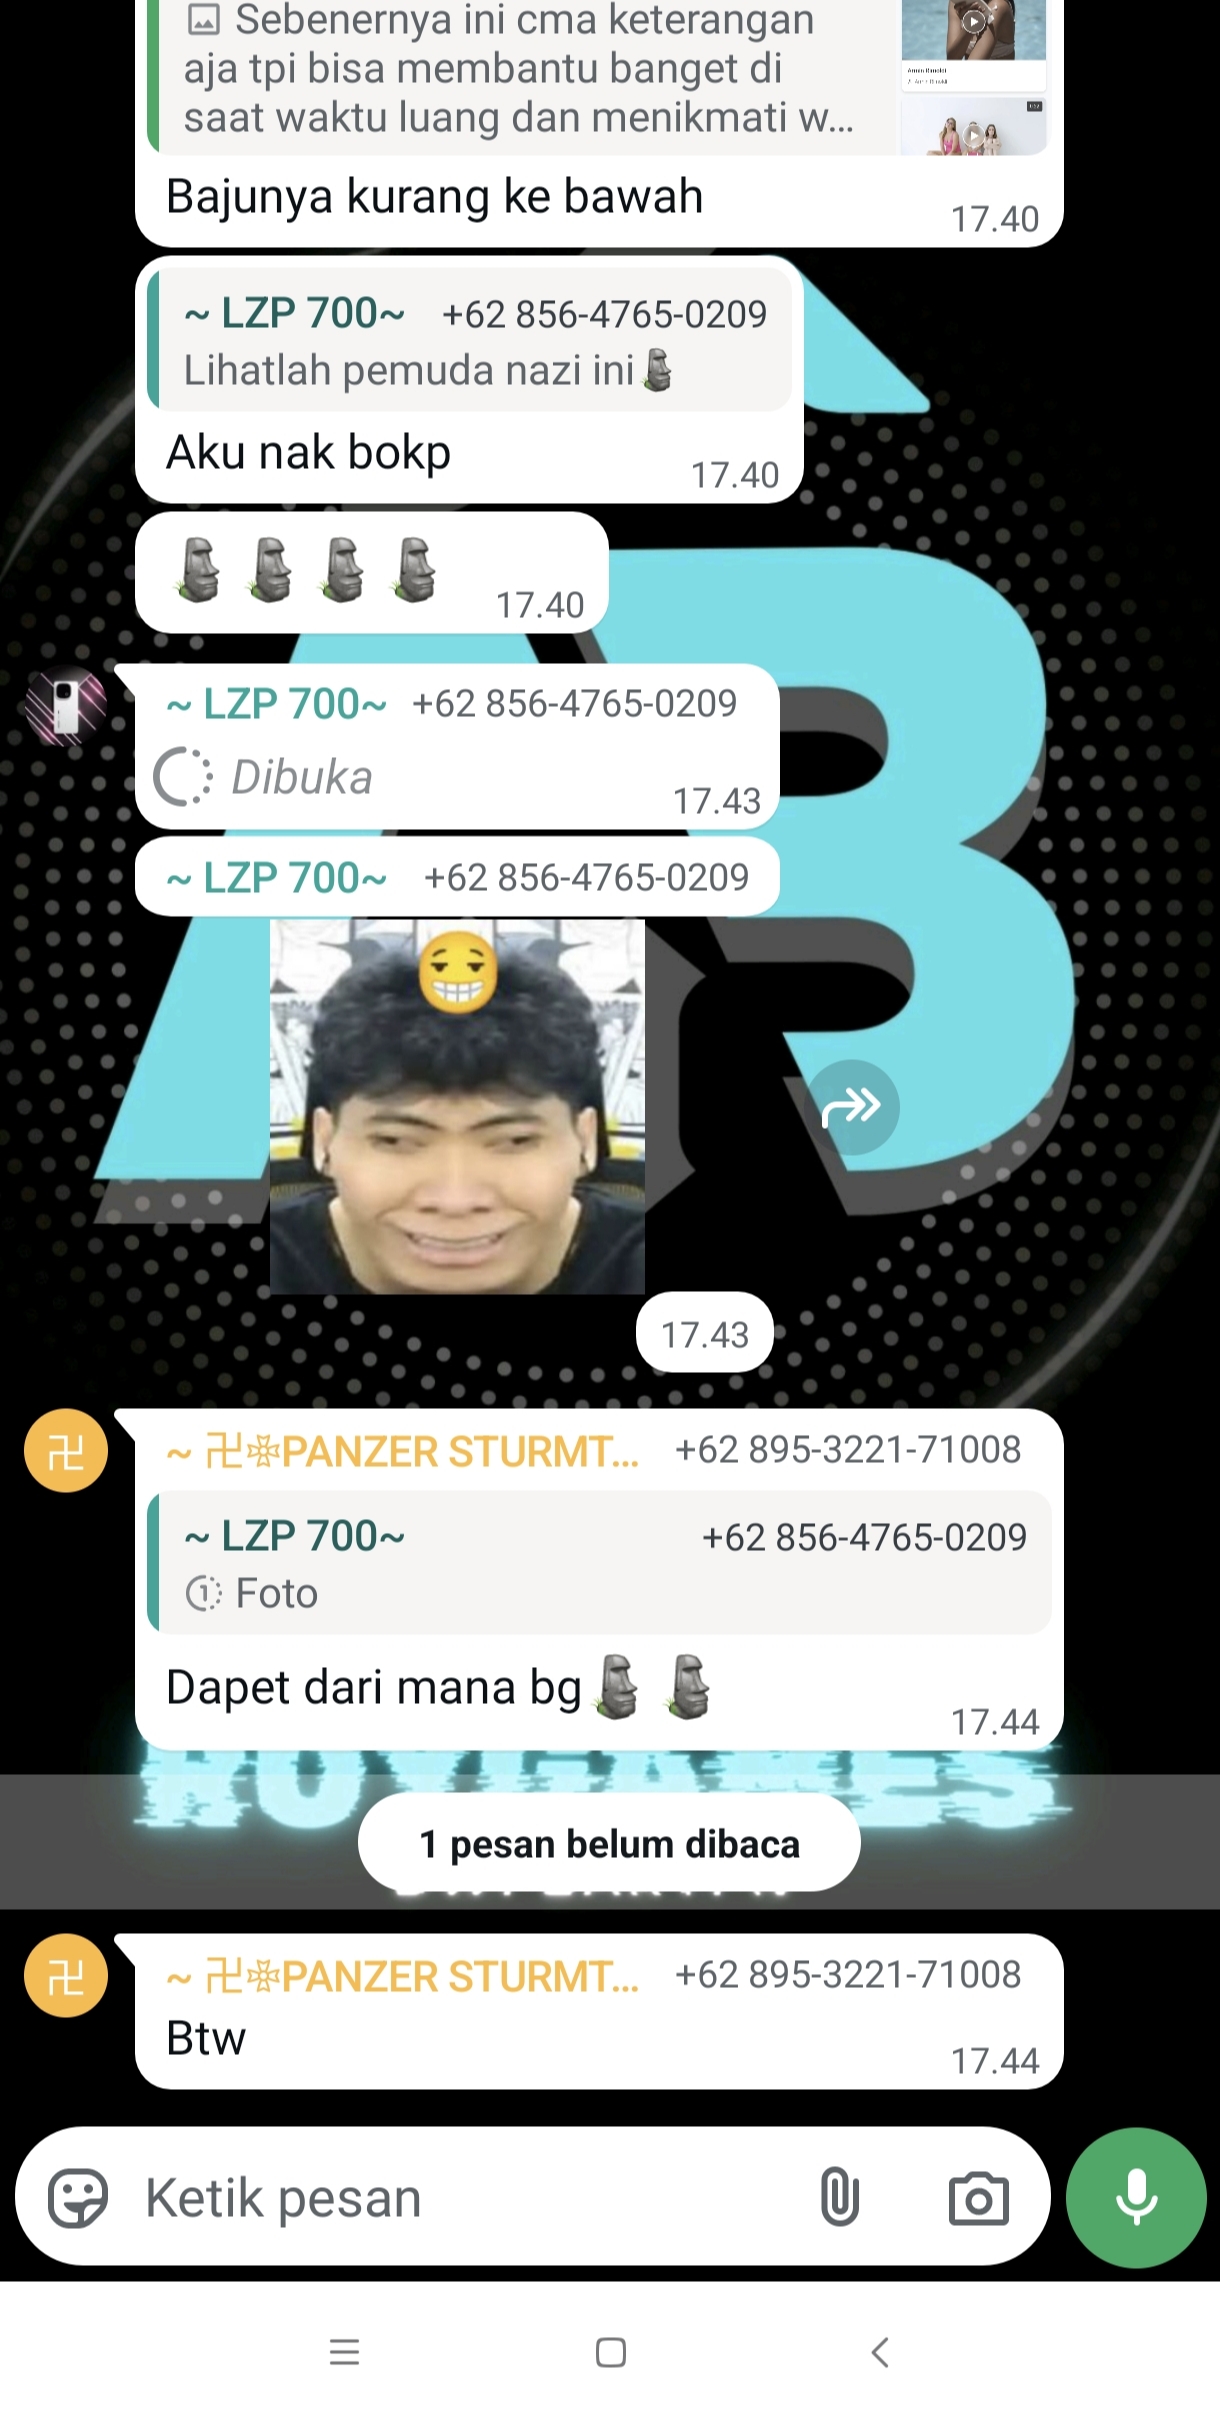 Sebenernya ini cma keterangan
aja tpi bisa membantu banget di
saat waktu luang dan menikmati w...
Bajunya kurang ke bawah
17.40
~ LZP 700~ +62 856-4765-0209
Lihatlah pemuda nazi ini🗿
Aku nak bokp
17.40
🗿🗿🗿🗿
17.40
~ LZP 700~ +62 856-4765-0209
Dibuka
17.43
~ LZP 700~ +62 856-4765-0209
17.43
卍
~ 卍✠PANZER STURMT... +62 895-3221-71008
~ LZP 700~ +62 856-4765-0209
Foto
Dapet dari mana bg🗿🗿
17.44
1 pesan belum dibaca
卍
~ 卍✠PANZER STURMT... +62 895-3221-71008
Btw
17.44
Ketik pesan